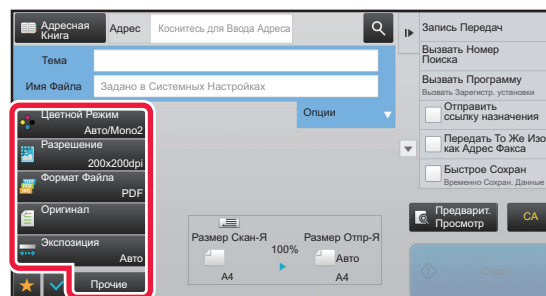 Адресная Книга
Адрес
Коснитесь для Ввода Адреса
Тема
Имя Файла
Задано в Системных Настройках
Цветной Режим
Авто/Mono2
Разрешение
200x200dpi
Формат Файла
PDF
Оригинал
Экспозиция
Авто
Прочие
Опции
Размер Скан-Я
100%
Размер Отпр-Я
Авто
A4
A4
Запись Передач
Вызвать Номер
Поиска
Вызвать Программу
Вызвать Зарегистр. установки
Отправить
ссылку назначения
Передать То Же Изо
как Адрес Факса
Быстрое Сохран
Временно Сохран. Данные
Предварит.
Просмотр
CA
Старт